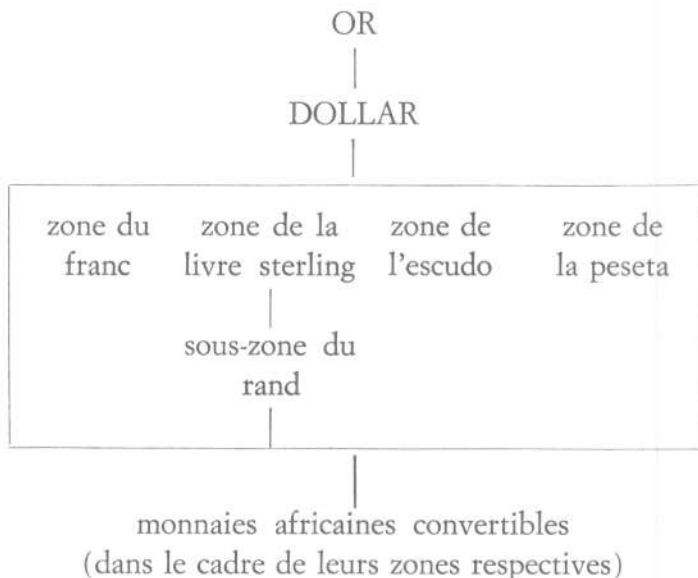 OR
DOLLAR
zone du zone de la zone de zone de
franc livre sterling l'escudo la peseta
sous-zone du
rand
monnaies africaines convertibles
(dans le cadre de leurs zones respectives)